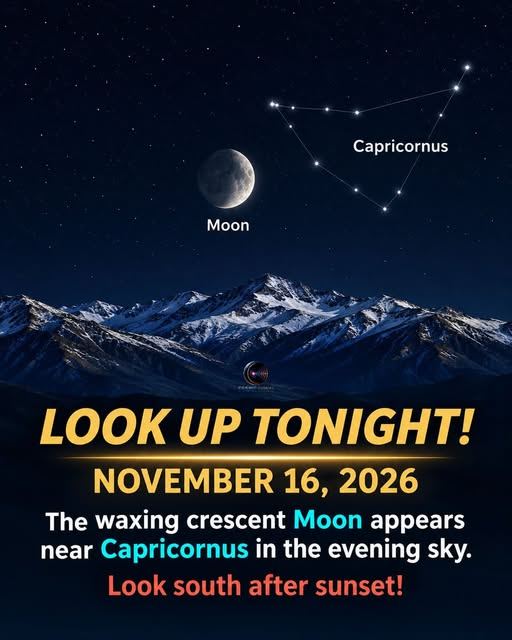 Capricornus
Moon
LOOK UP TONIGHT!
NOVEMBER 16, 2026
The waxing crescent Moon appears
near Capricornus in the evening sky.
Look south after sunset!